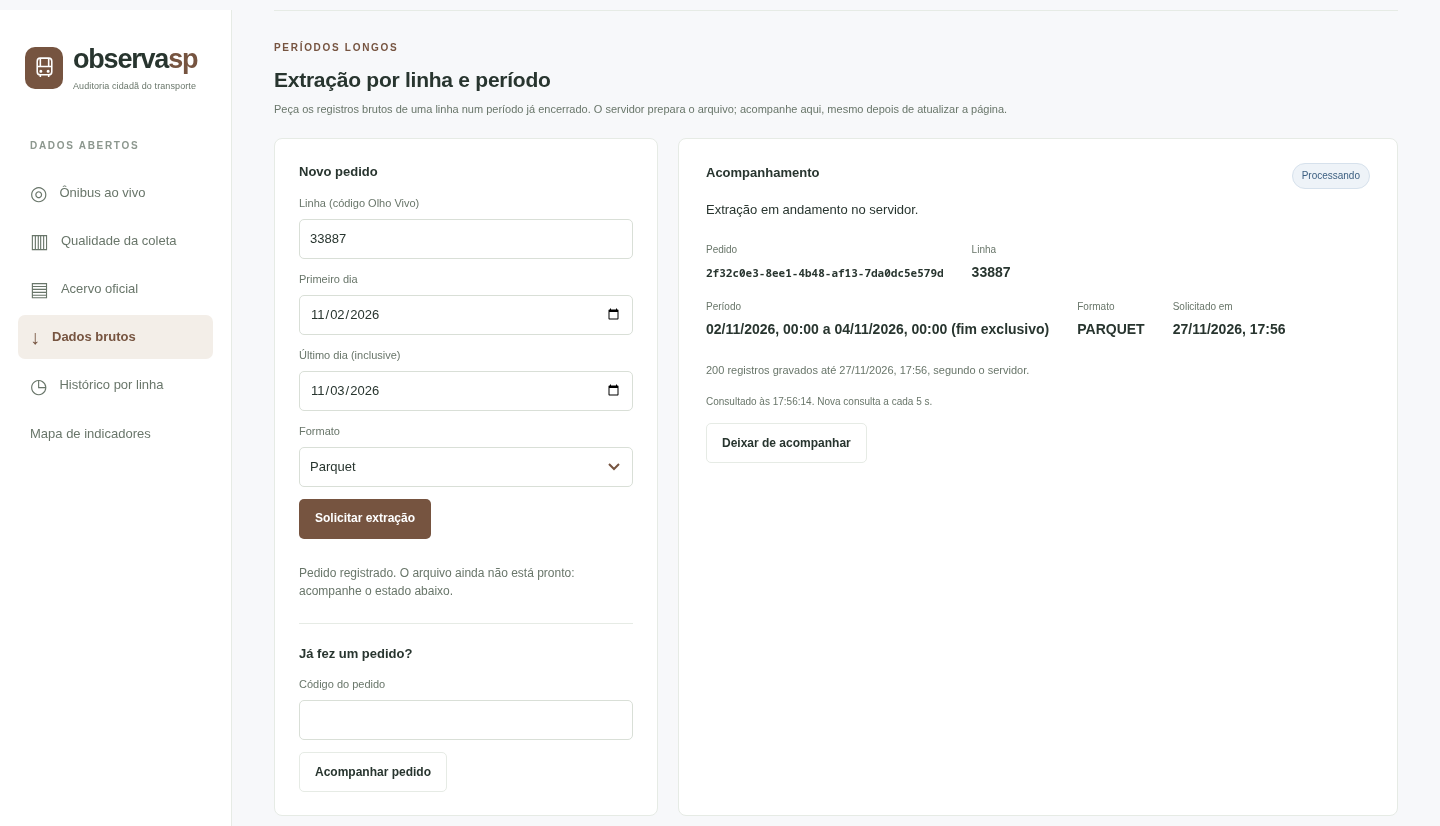 observasp
Auditoria cidadã do transporte
DADOS ABERTOS
Ônibus ao vivo
Qualidade da coleta
Acervo oficial
Dados brutos
Histórico por linha
Mapa de indicadores
PERÍODOS LONGOS
Extração por linha e período
Peça os registros brutos de uma linha num período já encerrado. O servidor prepara o arquivo; acompanhe aqui, mesmo depois de atualizar a página.
Novo pedido
Linha (código Olho Vivo)
33887
Primeiro dia
11/02/2026
Último dia (inclusive)
11/03/2026
Formato
Parquet
Solicitar extração
Pedido registrado. O arquivo ainda não está pronto:
acompanhe o estado abaixo.
Já fez um pedido?
Código do pedido
Acompanhar pedido
Acompanhamento
Processando
Extração em andamento no servidor.
Pedido
Linha
2f32c0e3-8ee1-4b48-af13-7da0dc5e579d
33887
Período
Formato
Solicitado em
02/11/2026, 00:00 a 04/11/2026, 00:00 (fim exclusivo)
PARQUET
27/11/2026, 17:56
200 registros gravados até 27/11/2026, 17:56, segundo o servidor.
Consultado às 17:56:14. Nova consulta a cada 5 s.
Deixar de acompanhar